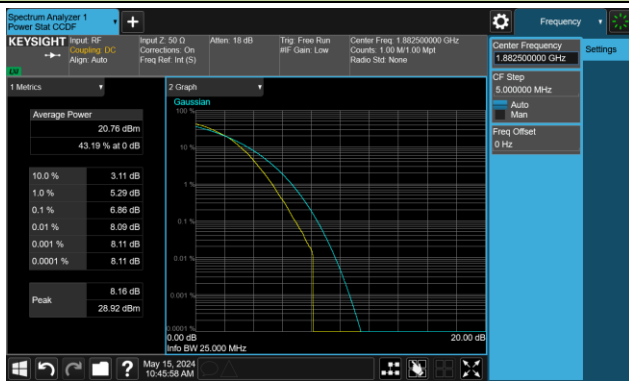 Spectrum Analyzer 1
Power Stat CCDF
Frequency
KEYSIGHT
Input: RF
Coupling: DC
Align: Auto
Input Z: 50 Ω
Corrections: On
Freq Ref: Int (S)
Atten: 18 dB
Trig: Free Run
#IF Gain: Low
Center Freq: 1.882500000 GHz
Counts: 1.00 M/1.00 Mpt
Radio Std: None
Center Frequency
1.882500000 GHz
Settings
CF Step
5.000000 MHz
Auto
Man
Freq Offset
0 Hz
1 Metrics
Average Power
20.76 dBm
43.19 % at 0 dB
10.0 % 3.11 dB
1.0 % 5.29 dB
0.1 % 6.86 dB
0.01 % 8.09 dB
0.001 % 8.11 dB
0.0001 % 8.11 dB
Peak
8.16 dB
28.92 dBm
2 Graph
Gaussian
100 %
10 %
1 %
0.1 %
0.01 %
0.001 %
0.0001 %
0.00 dB
20.00 dB
Info BW 25.000 MHz
?
May 15, 2024
10:45:58 AM